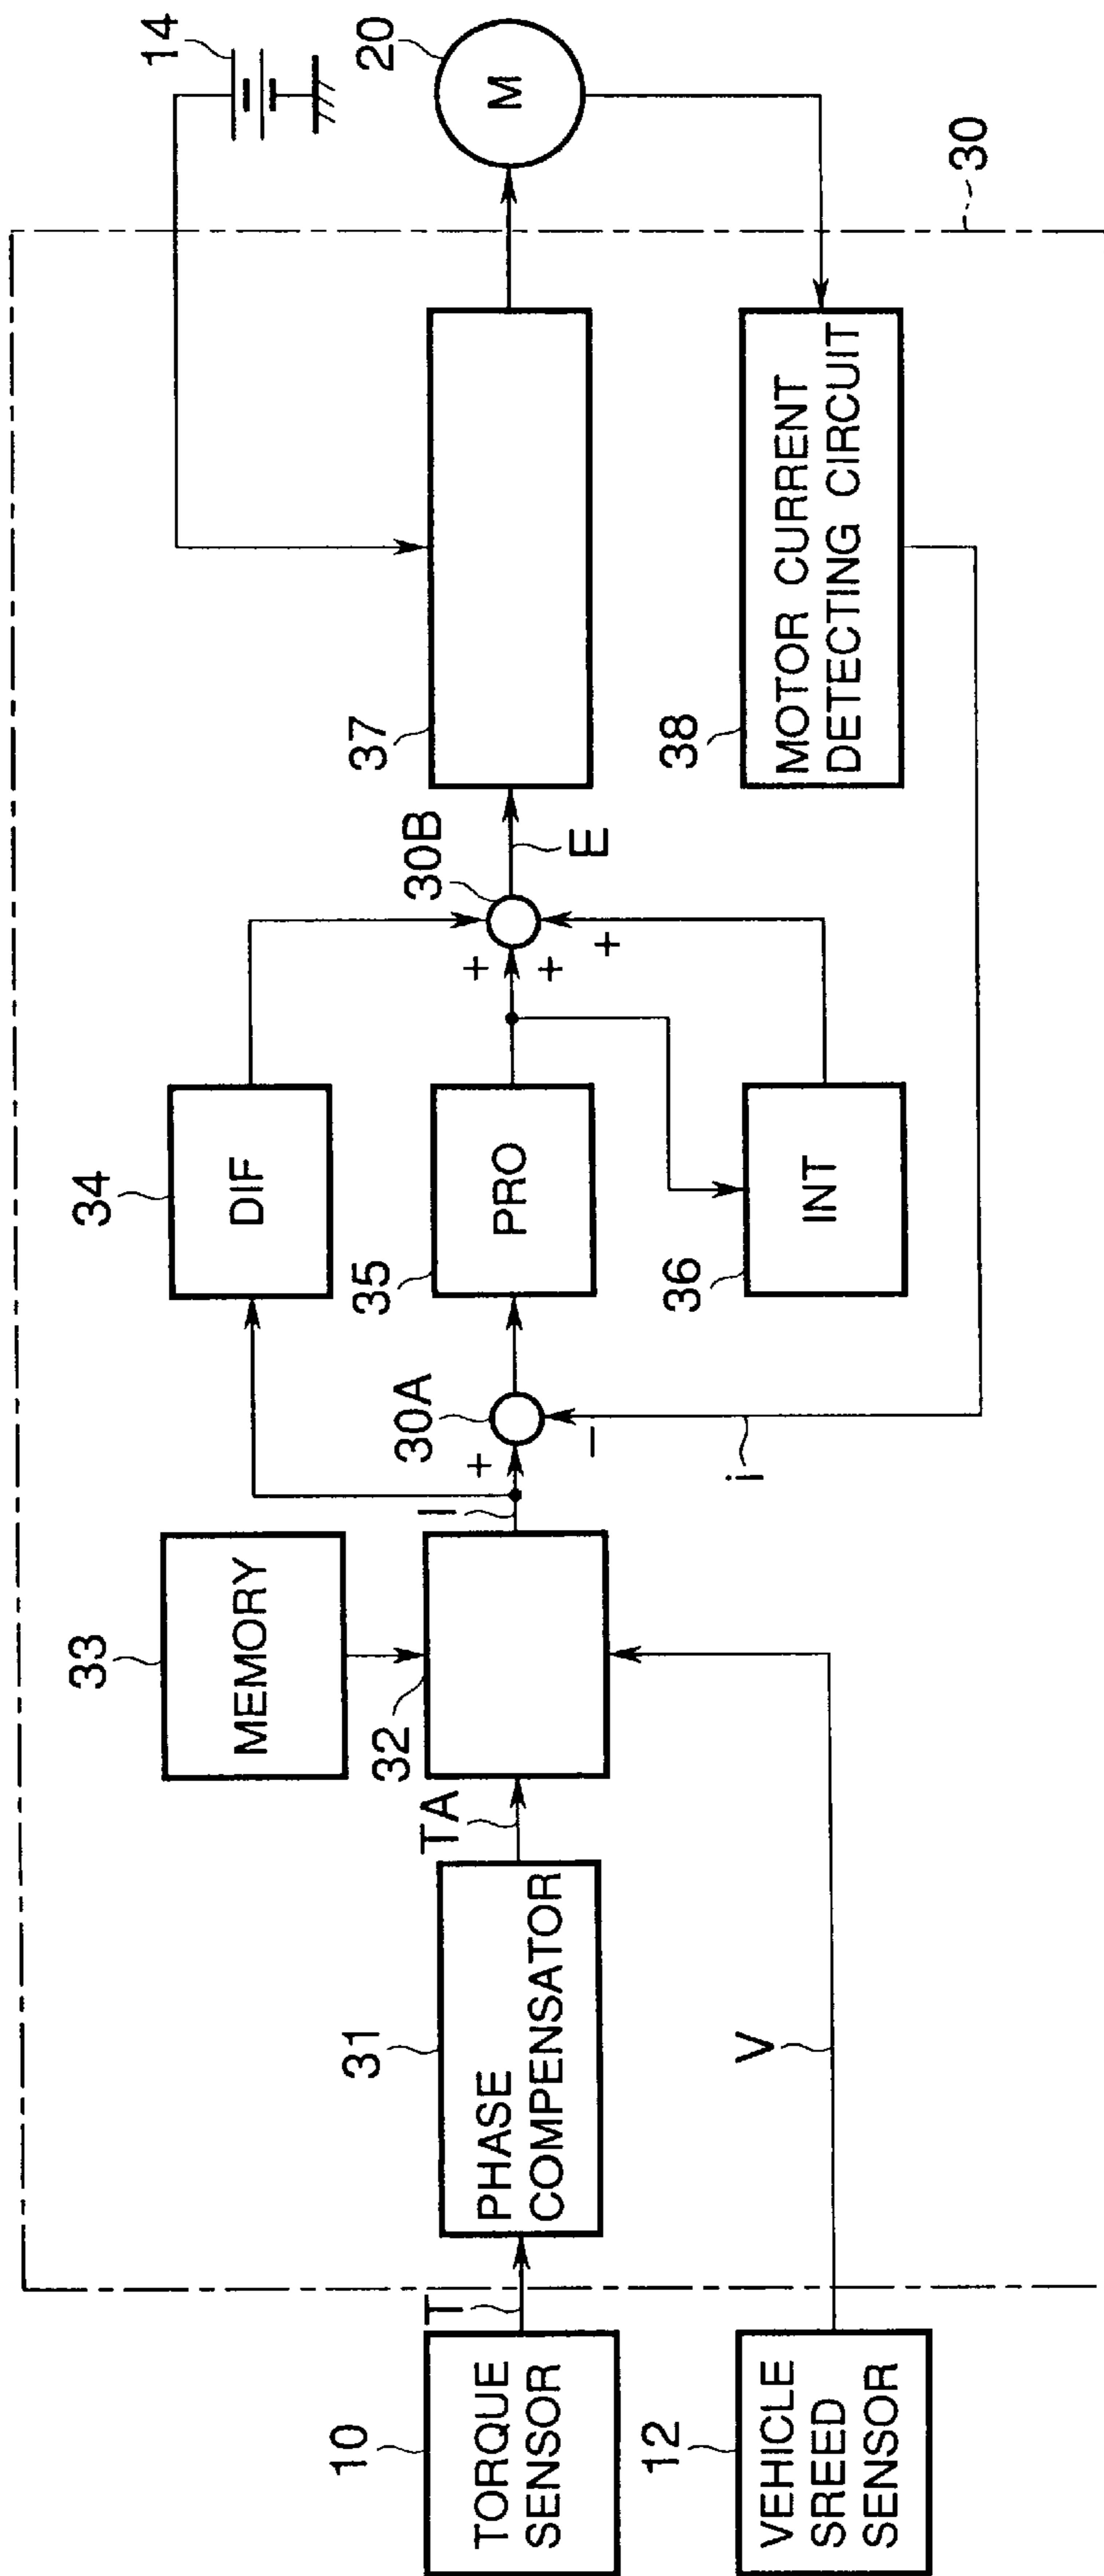 14
20
M
30
37
38
MOTOR CURRENT
DETECTING CIRCUIT
30B
E
+
+
+
34
DIF
35
PRO
36
INT
30A
+
−
I
i
33
MEMORY
32
TA
31
PHASE
COMPENSATOR
V
T
10
TORQUE
SENSOR
12
VEHICLE
SREED
SENSOR